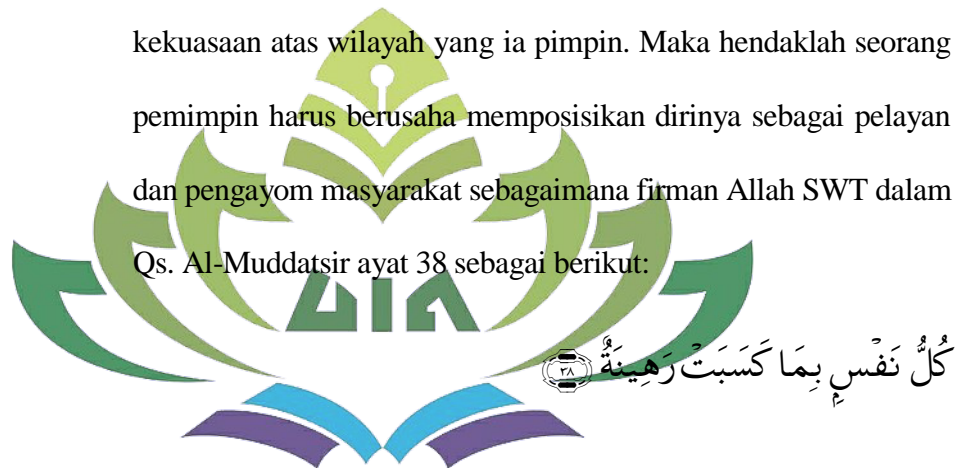 kekuasaan atas wilayah yang ia pimpin. Maka hendaklah seorang
pemimpin harus berusaha memposisikan dirinya sebagai pelayan
dan pengayom masyarakat sebagaimana firman Allah SWT dalam
Qs. Al-Muddatsir ayat 38 sebagai berikut:
كُلُّ نَفْسٍۭ بِمَا كَسَبَتْ رَهِينَةٌ ٣٨